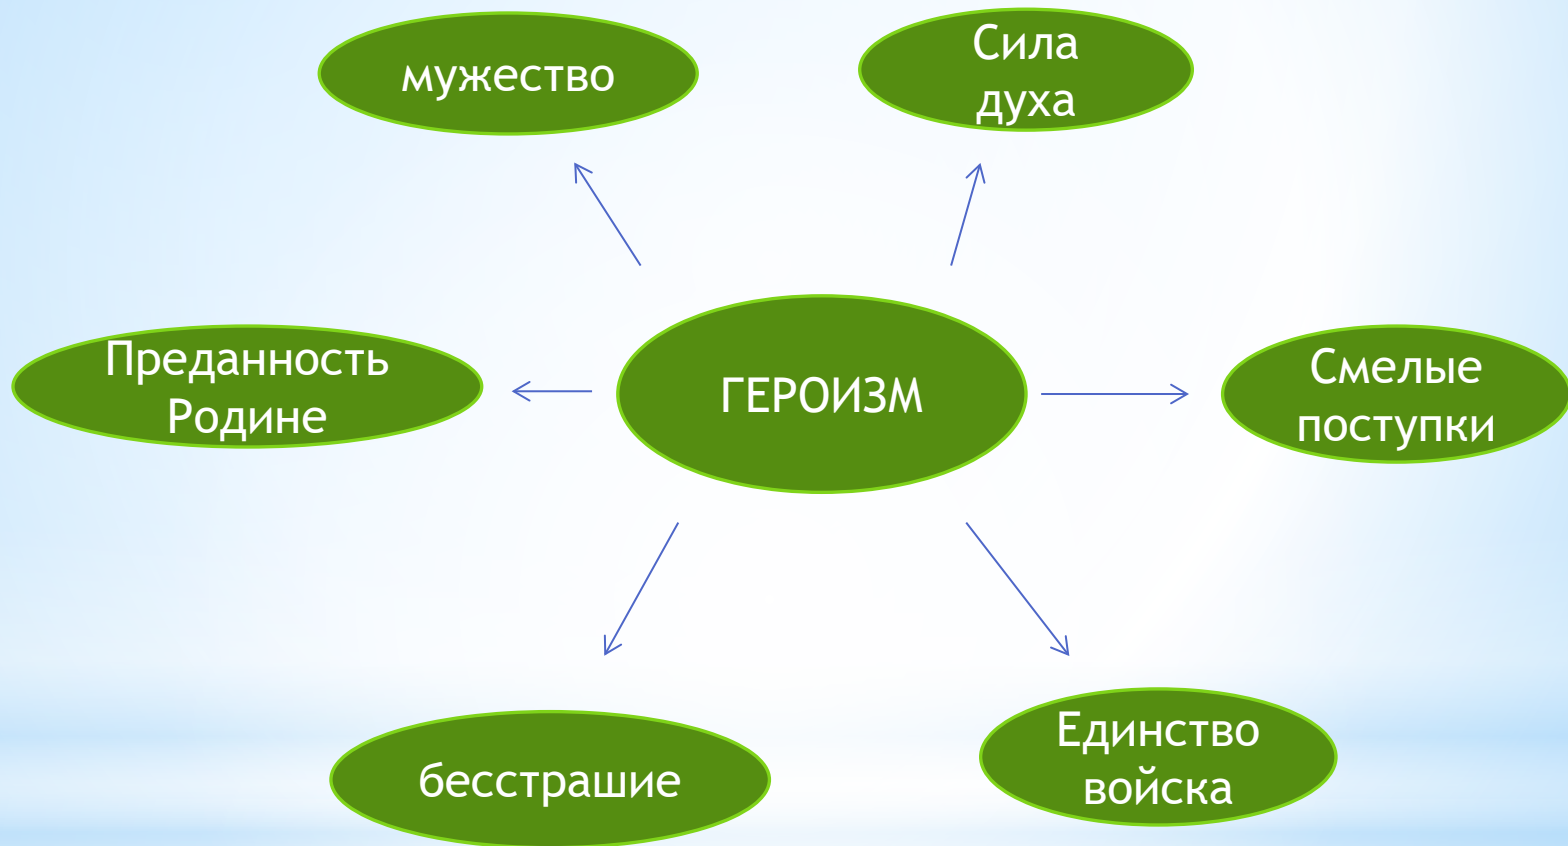 мужество
Сила
духа
Преданность
Родине
ГЕРОИЗМ
Смелые
поступки
бесстрашие
Единство
войска